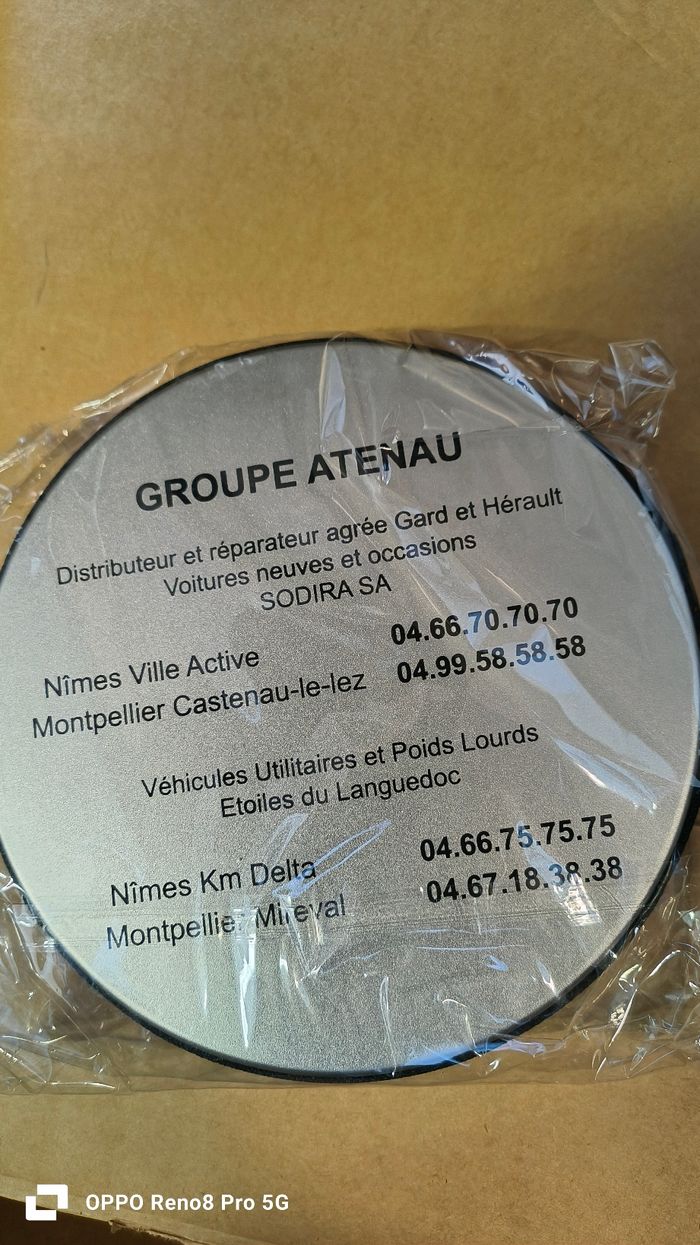 GROUPE ATENAU
Distributeur et réparateur agrée Gard et Hérault
Voitures neuves et occasions
SODIRA SA
Nîmes Ville Active 04.66.70.70.70
Montpellier Castenau-le-lez 04.99.58.58.58
Véhicules Utilitaires et Poids Lourds
Etoiles du Languedoc
Nîmes Km Delta 04.66.75.75.75
Montpellier Mireval 04.67.18.38.38
OPPO Reno8 Pro 5G